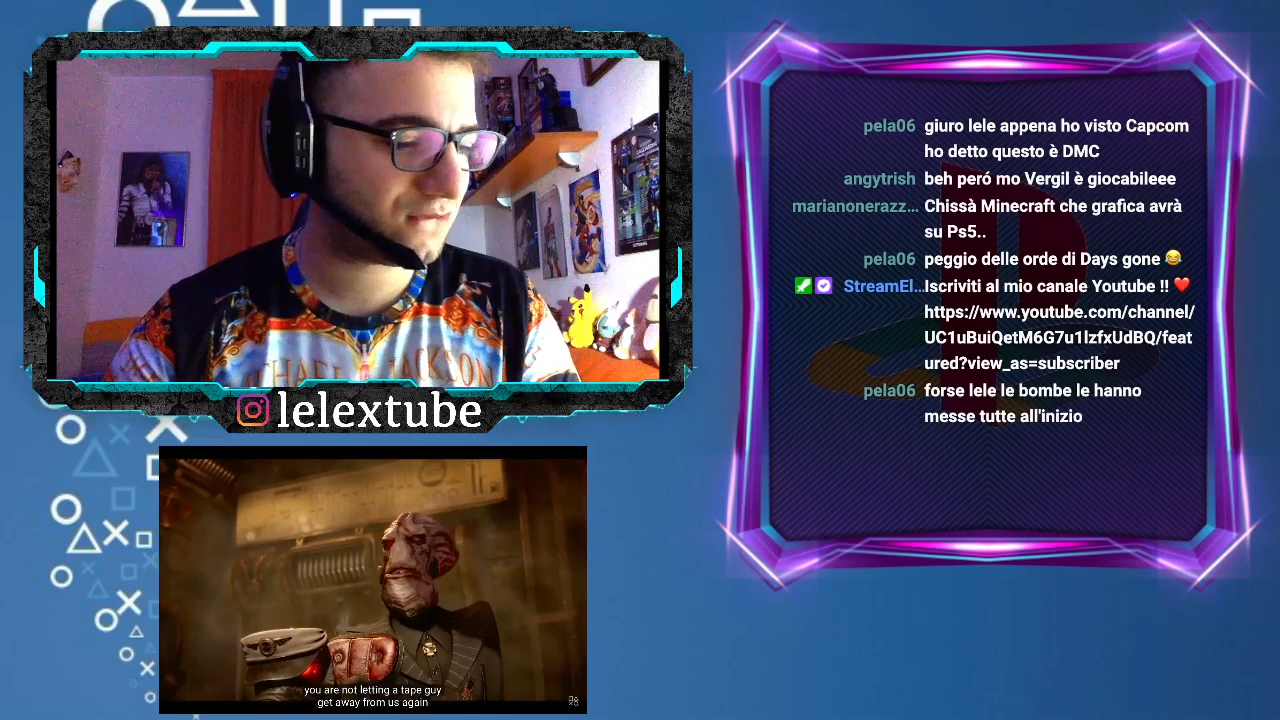 MICHAEL JACKSON
lelextube
you are not letting a tape guy
get away from us again
pela06 giuro lele appena ho visto Capcom
ho detto questo è DMC
angytrish beh peró mo Vergil è giocabileee
marianonerazz... Chissà Minecraft che grafica avrà
su Ps5..
pela06 peggio delle orde di Days gone 😂
StreamEl... Iscriviti al mio canale Youtube !! ❤️
https://www.youtube.com/channel/
UC1uBuiQetM6G7u1lzfxUdBQ/feat
ured?view_as=subscriber
pela06 forse lele le bombe le hanno
messe tutte all'inizio